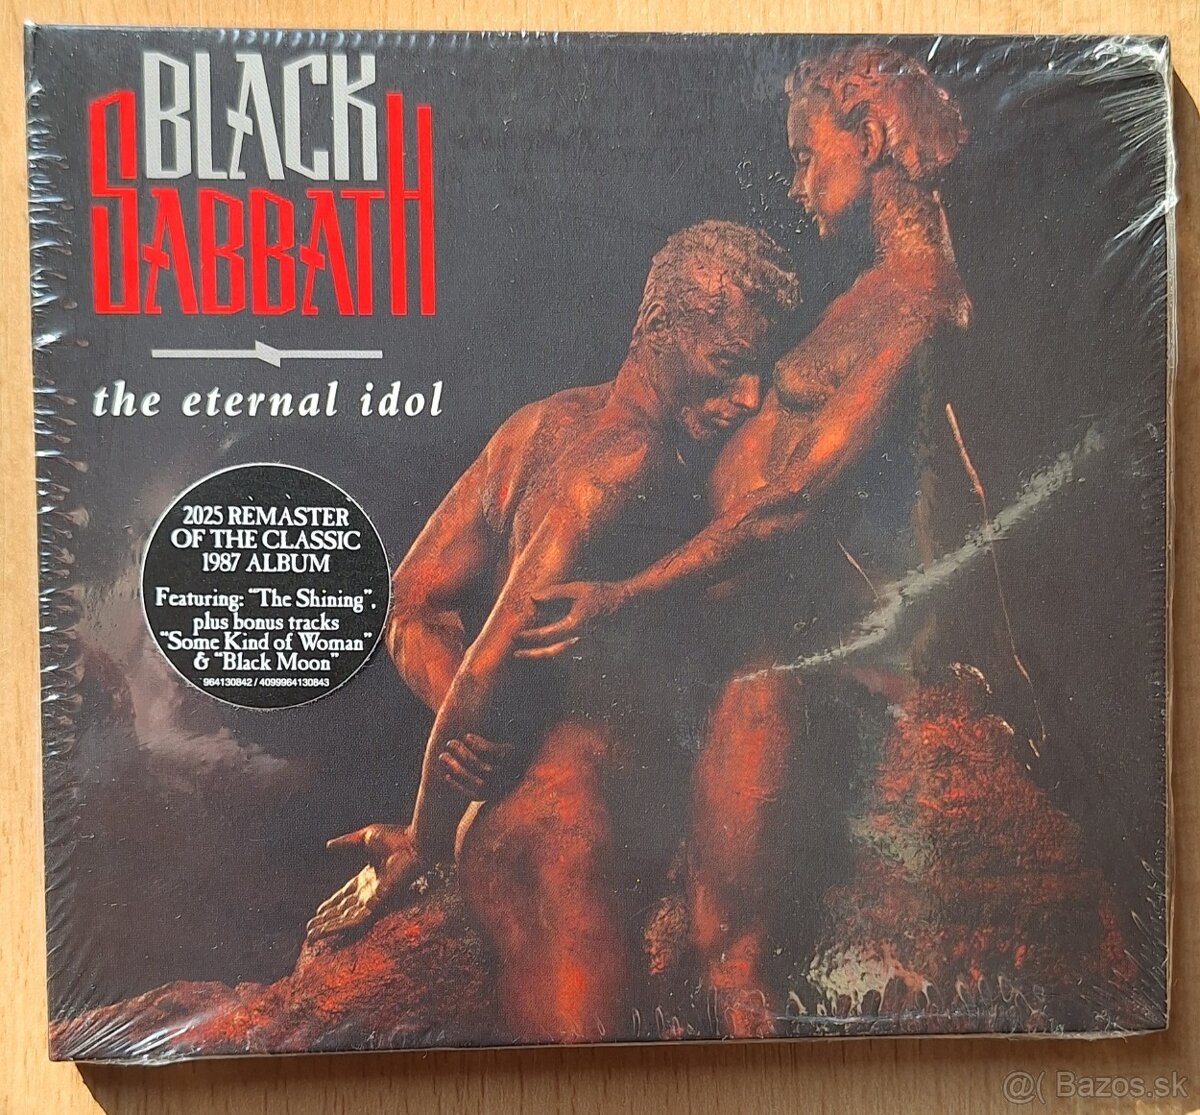 BLACK
SABBATH
the eternal idol
2025 REMASTER
OF THE CLASSIC
1987 ALBUM
Featuring: "The Shining",
plus bonus tracks
"Some Kind of Woman"
& "Black Moon"
964130842 / 4099964130843
@( Bazos.sk